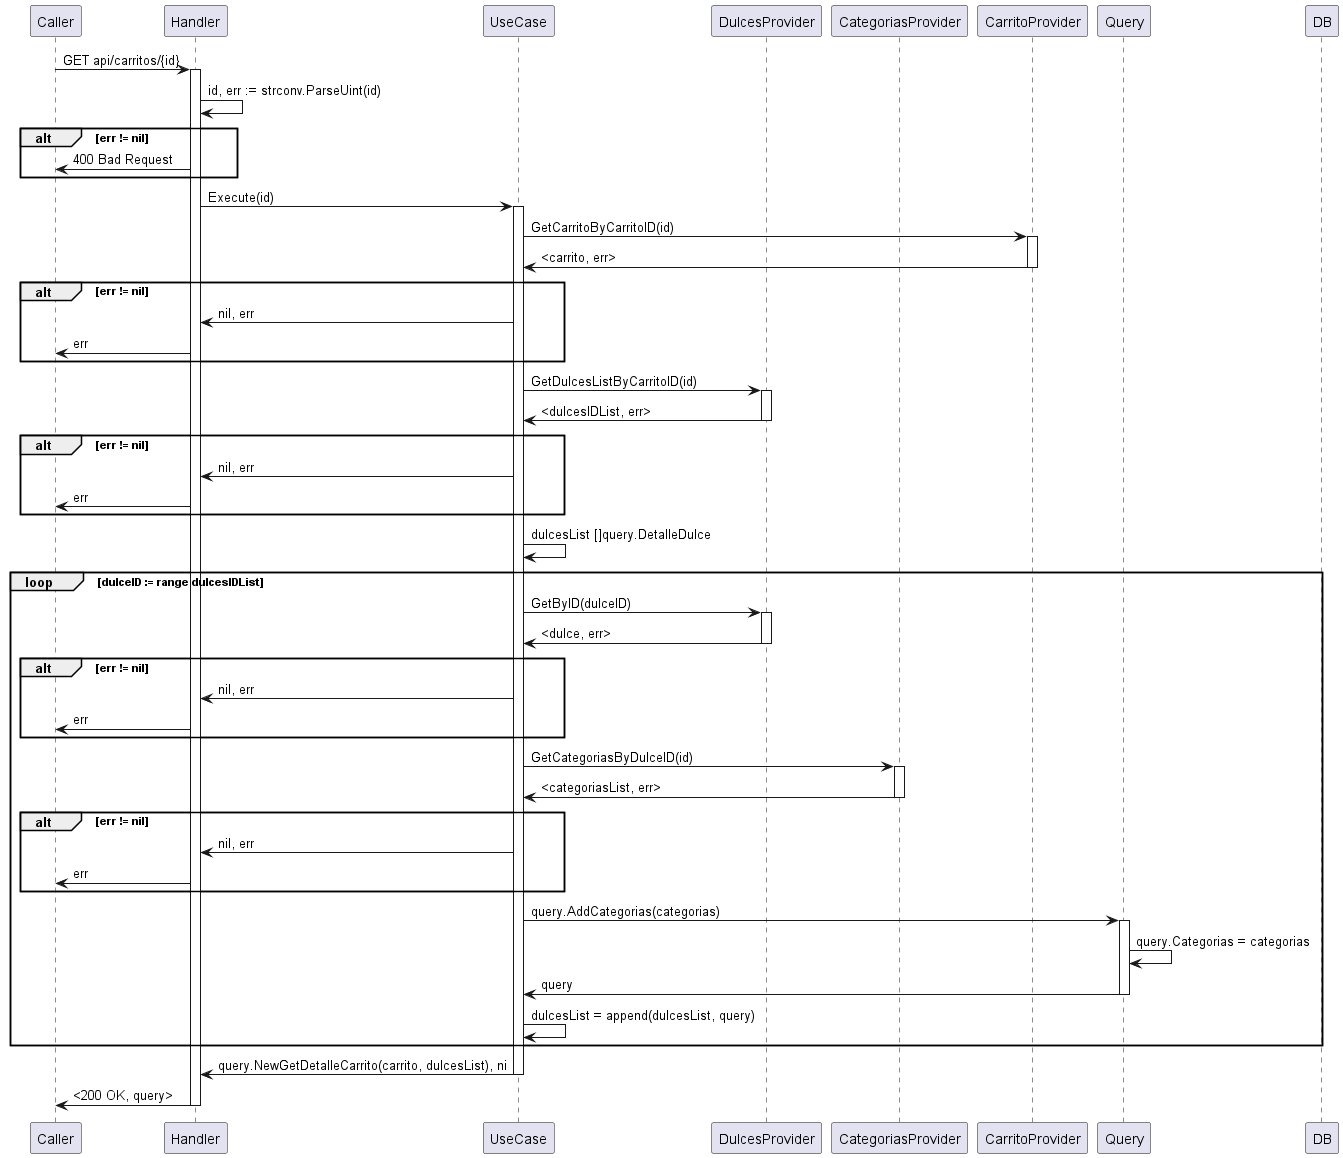 Caller Handler UseCase DulcesProvider CategoriasProvider CarritoProvider Query DB
GET api/carritos/{id}
id, err := strconv.ParseUint(id)
alt [err != nil]
400 Bad Request
Execute(id)
GetCarritoByCarritoID(id)
<carrito, err>
alt [err != nil]
nil, err
err
GetDulcesListByCarritoID(id)
<dulcesIDList, err>
alt [err != nil]
nil, err
err
dulcesList []query.DetalleDulce
loop [dulceID := range dulcesIDList]
GetByID(dulceID)
<dulce, err>
alt [err != nil]
nil, err
err
GetCategoriasByDulceID(id)
<categoriasList, err>
alt [err != nil]
nil, err
err
query.AddCategorias(categorias)
query.Categorias = categorias
query
dulcesList = append(dulcesList, query)
query.NewGetDetalleCarrito(carrito, dulcesList), ni
<200 OK, query>
Caller Handler UseCase DulcesProvider CategoriasProvider CarritoProvider Query DB